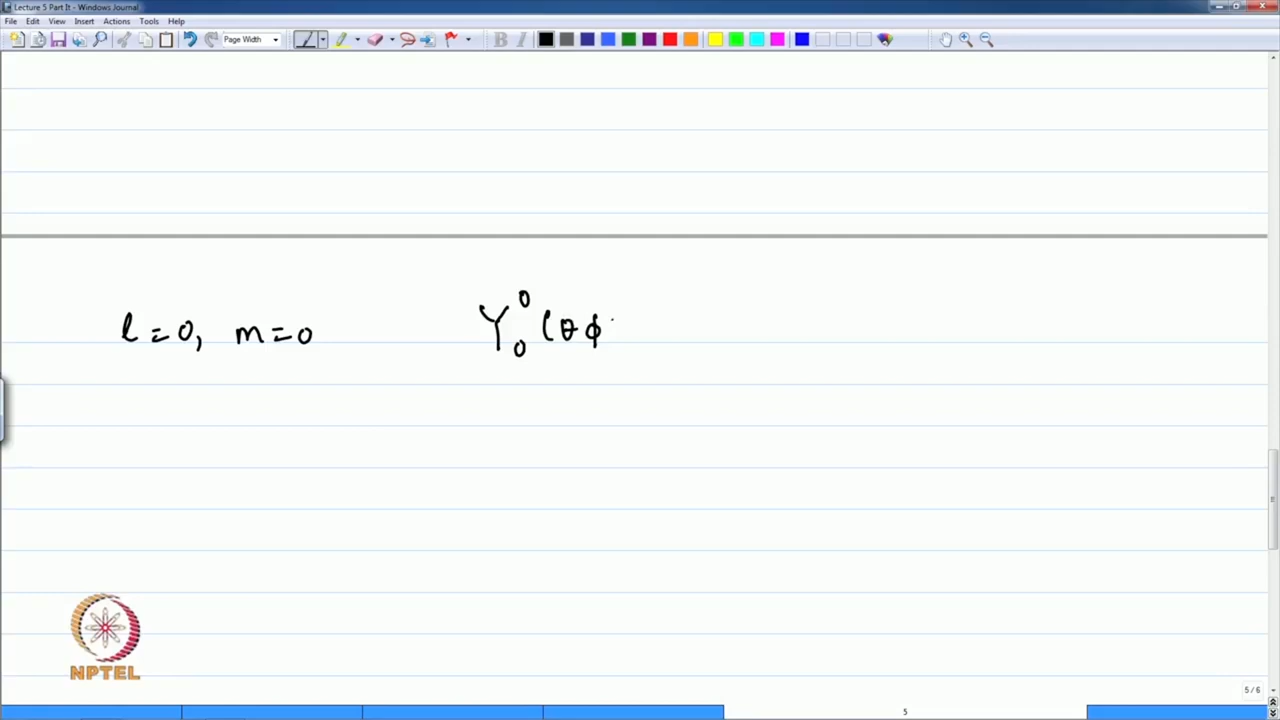 Lecture 5 Part It - Windows Journal
File Edit View Insert Actions Tools Help
Page Width
l = 0, m = 0 Y₀⁰ (θ ϕ
NPTEL
5 / 6
5